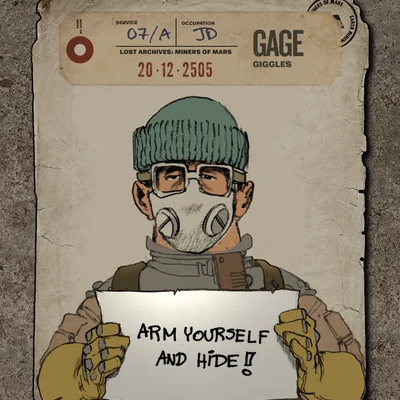 SERVICE
07/A
OCCUPATION
JD
LOST ARCHIVES: MINERS OF MARS
20·12·2505
GAGE
GIGGLES
ARM YOURSELF
AND HiDE!!